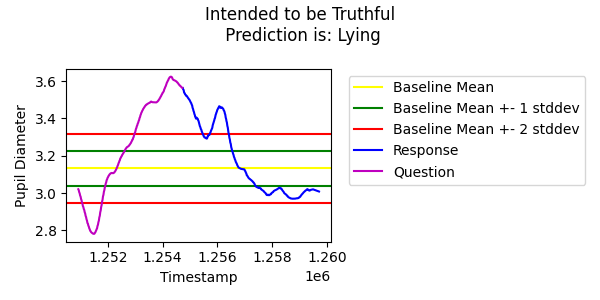 Intended to be Truthful
Prediction is: Lying
3.6
3.4
3.2
3.0
2.8
Pupil Diameter
1.252 1.254 1.256 1.258 1.260
1e6
Timestamp
Baseline Mean
Baseline Mean +- 1 stddev
Baseline Mean +- 2 stddev
Response
Question